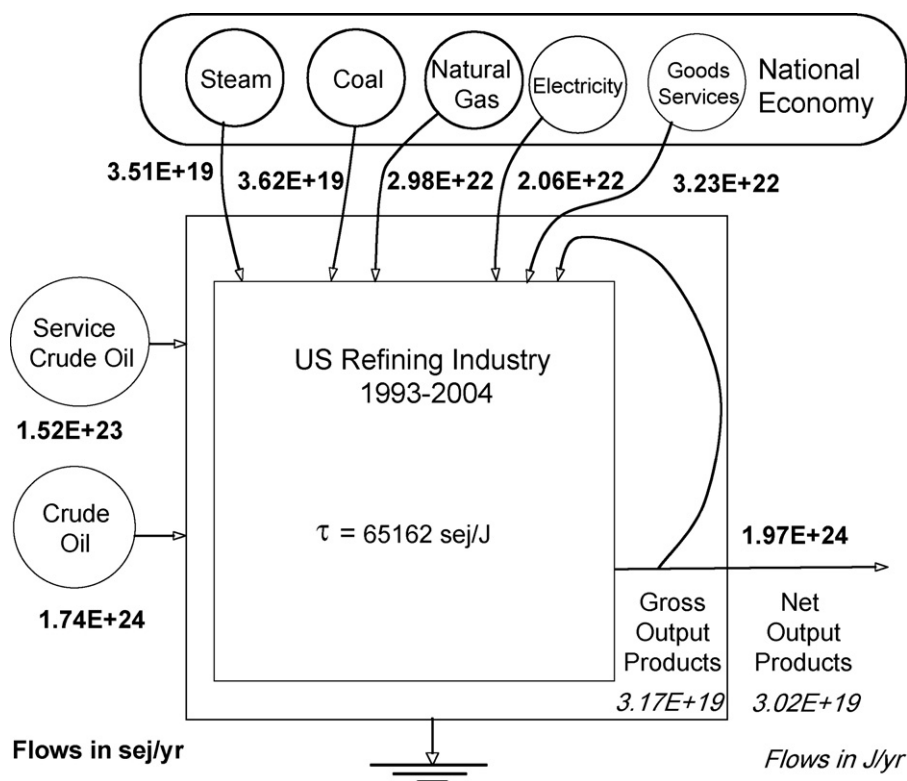 Steam
Coal
Natural
Gas
Electricity
Goods
Services
National
Economy
3.51E+19
3.62E+19
2.98E+22
2.06E+22
3.23E+22
Service
Crude Oil
1.52E+23
US Refining Industry
1993-2004
Crude
Oil
1.74E+24
τ = 65162 sej/J
1.97E+24
Gross
Output
Products
3.17E+19
Net
Output
Products
3.02E+19
Flows in sej/yr
Flows in J/yr